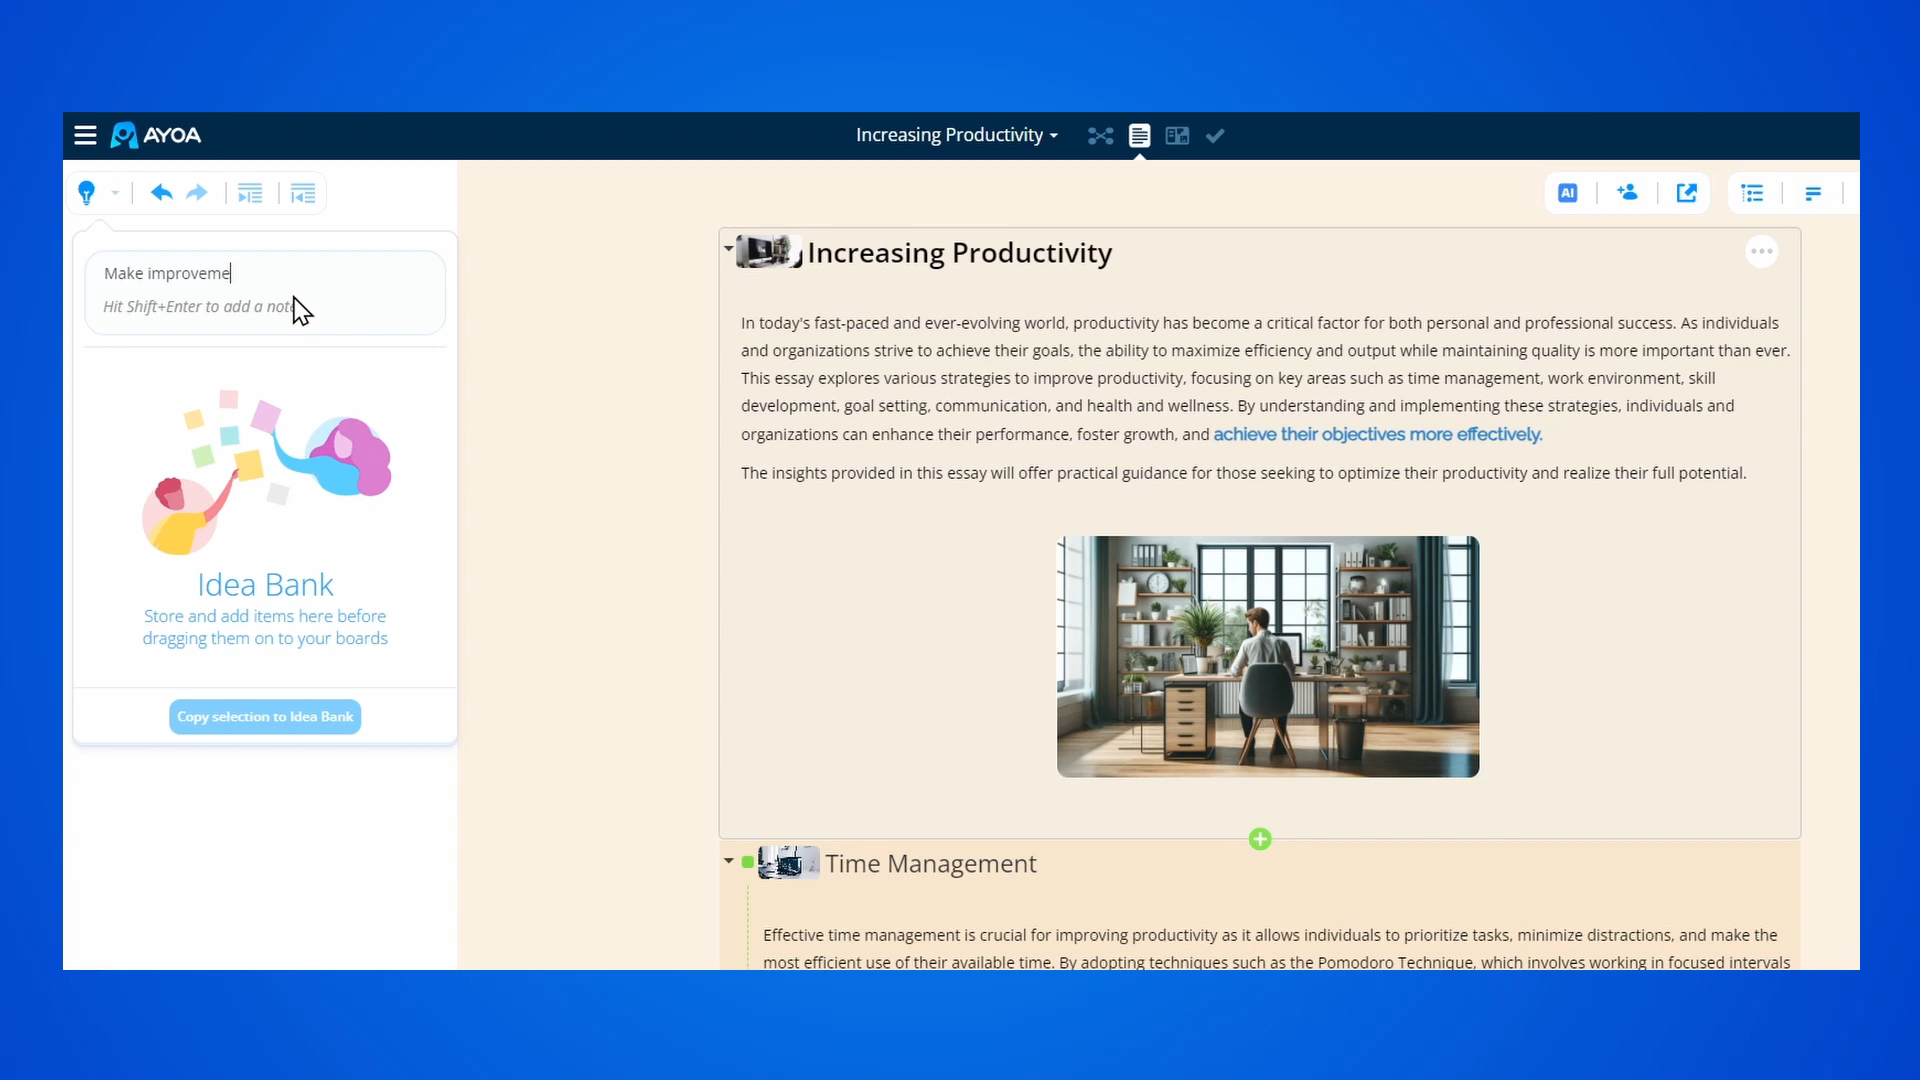 AYOA
Increasing Productivity
AI
Make improveme
Hit Shift+Enter to add a note
Idea Bank
Store and add items here before
dragging them on to your boards
Copy selection to Idea Bank
Increasing Productivity
In today's fast-paced and ever-evolving world, productivity has become a critical factor for both personal and professional success. As individuals
and organizations strive to achieve their goals, the ability to maximize efficiency and output while maintaining quality is more important than ever.
This essay explores various strategies to improve productivity, focusing on key areas such as time management, work environment, skill
development, goal setting, communication, and health and wellness. By understanding and implementing these strategies, individuals and
organizations can enhance their performance, foster growth, and achieve their objectives more effectively.
The insights provided in this essay will offer practical guidance for those seeking to optimize their productivity and realize their full potential.
Time Management
Effective time management is crucial for improving productivity as it allows individuals to prioritize tasks, minimize distractions, and make the
most efficient use of their available time. By adopting techniques such as the Pomodoro Technique, which involves working in focused intervals